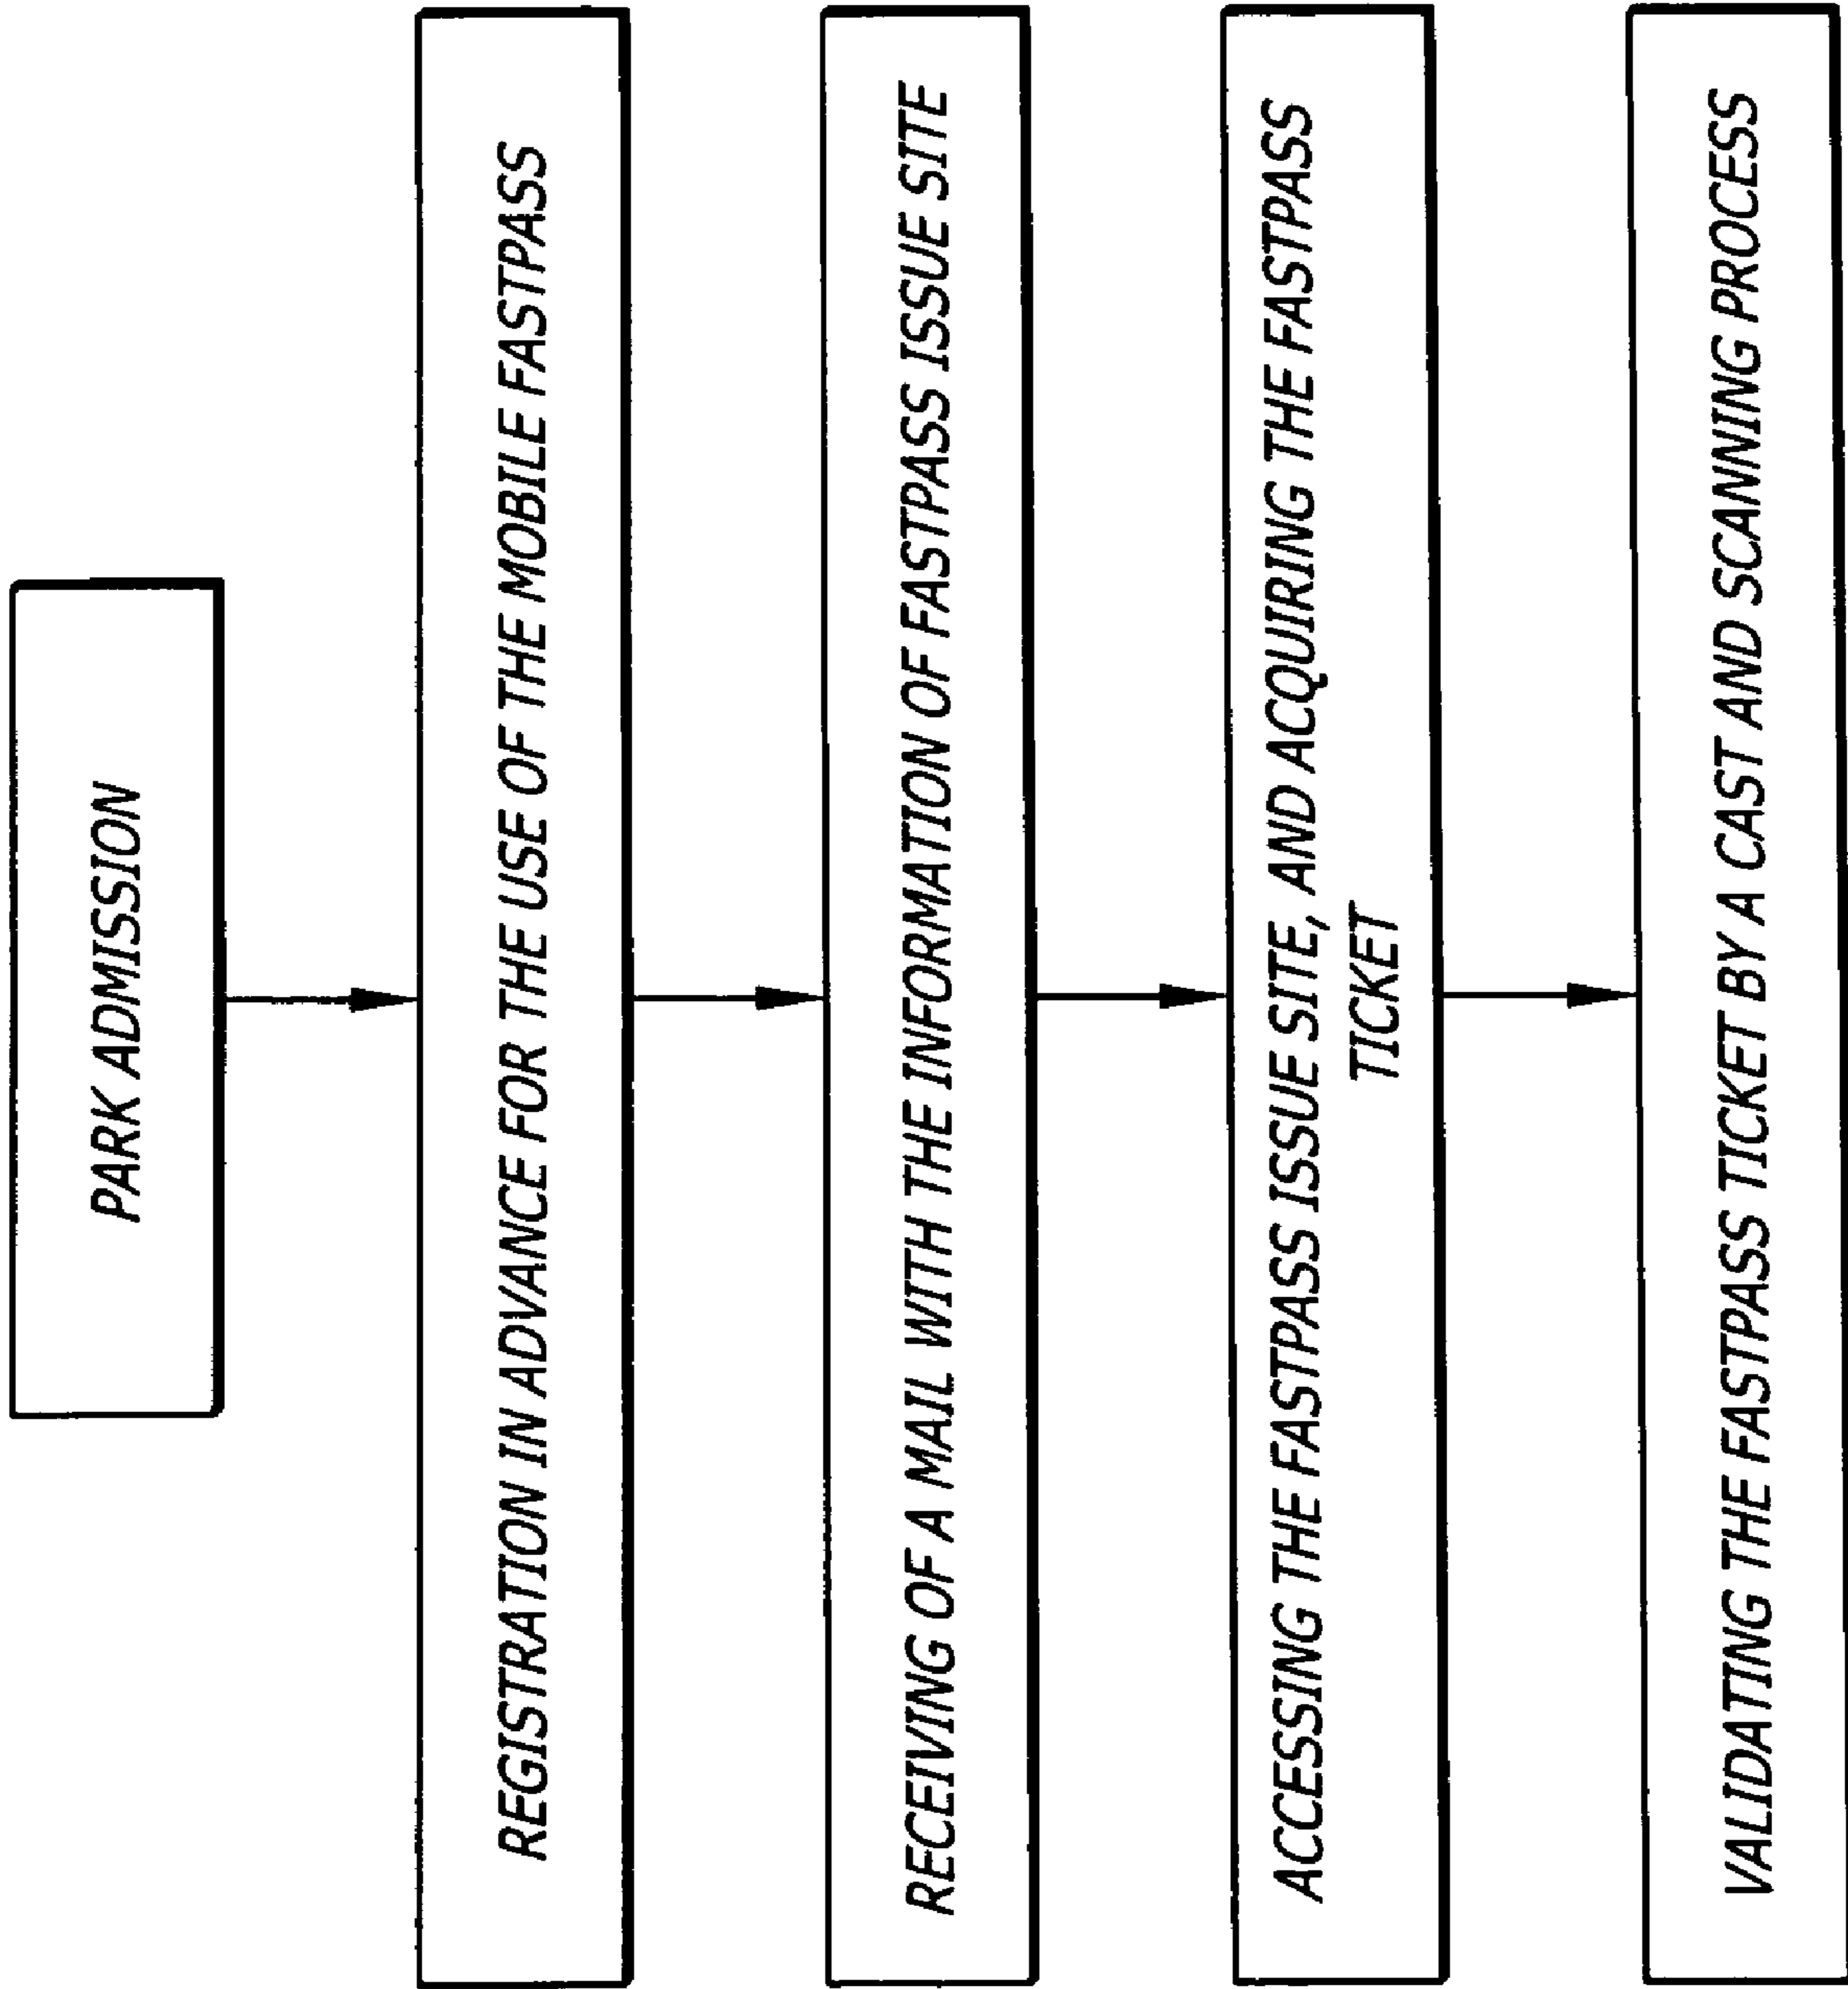 PARK ADMISSION
REGISTRATION IN ADVANCE FOR THE USE OF THE MOBILE FASTPASS
RECEIVING OF A MAIL WITH THE INFORMATION OF FASTPASS ISSUE SITE
ACCESSING THE FASTPASS ISSUE SITE, AND ACQUIRING THE FASTPASS
TICKET
VALIDATING THE FASTPASS TICKET BY A CAST AND SCANNING PROCESS